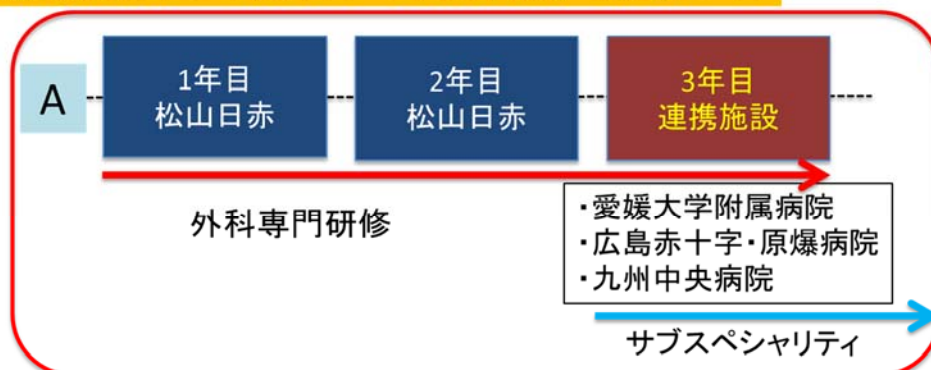 A
1年目
松山日赤
2年目
松山日赤
3年目
連携施設
外科専門研修
・愛媛大学附属病院
・広島赤十字・原爆病院
・九州中央病院
サブスペシャリティ